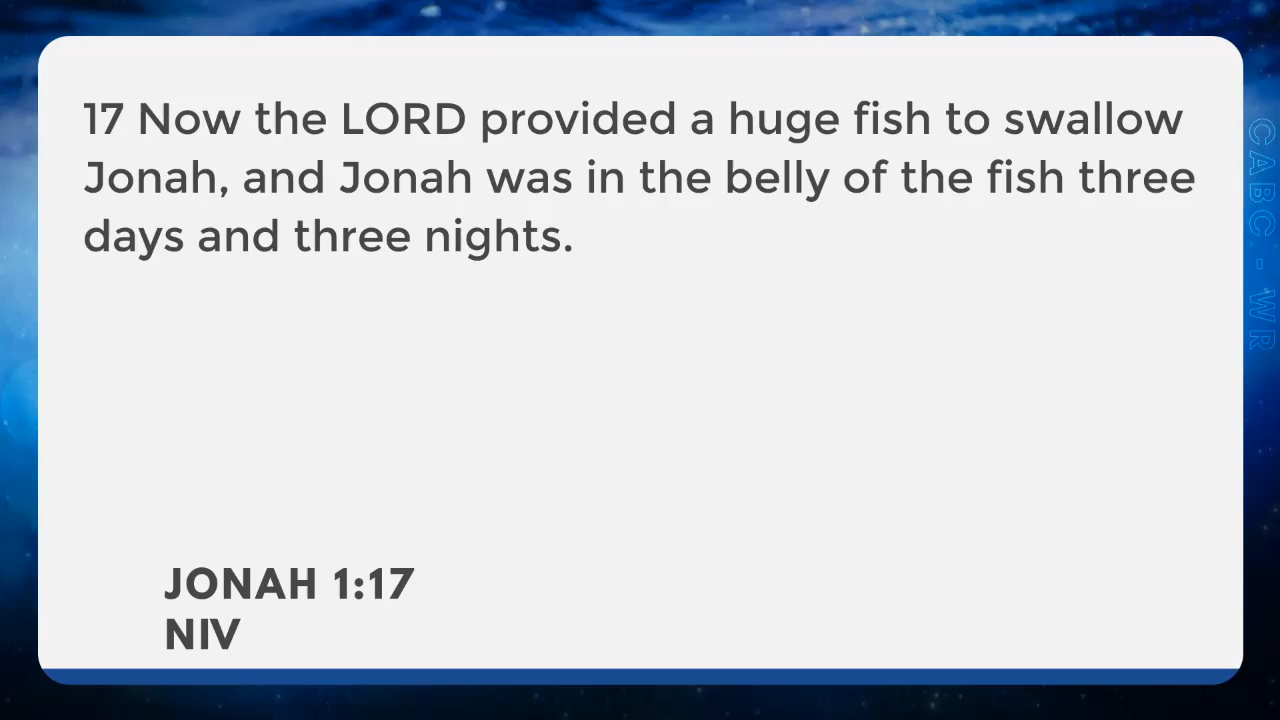 17 Now the LORD provided a huge fish to swallow
Jonah, and Jonah was in the belly of the fish three
days and three nights.
JONAH 1:17
NIV
CABC - WR